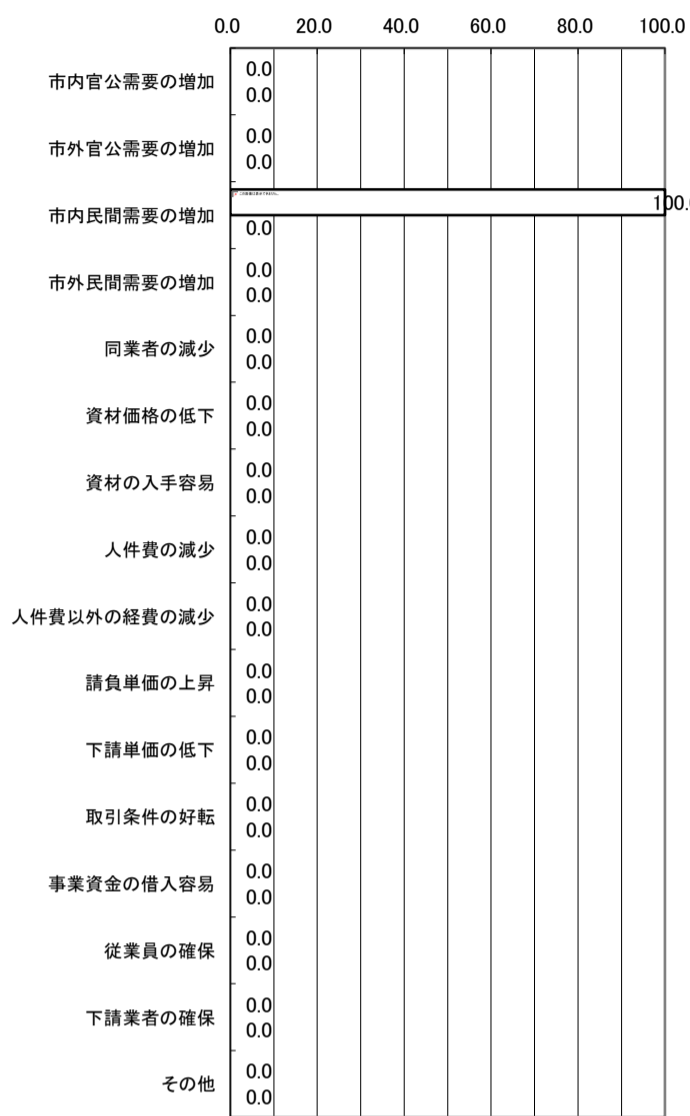 0.0 20.0 40.0 60.0 80.0 100.0
市内官公需要の増加 0.0
0.0
市外官公需要の増加 0.0
0.0
市内民間需要の増加 100.0
0.0
市外民間需要の増加 0.0
0.0
同業者の減少 0.0
0.0
資材価格の低下 0.0
0.0
資材の入手容易 0.0
0.0
人件費の減少 0.0
0.0
人件費以外の経費の減少 0.0
0.0
請負単価の上昇 0.0
0.0
下請単価の低下 0.0
0.0
取引条件の好転 0.0
0.0
事業資金の借入容易 0.0
0.0
従業員の確保 0.0
0.0
下請業者の確保 0.0
0.0
その他 0.0
0.0